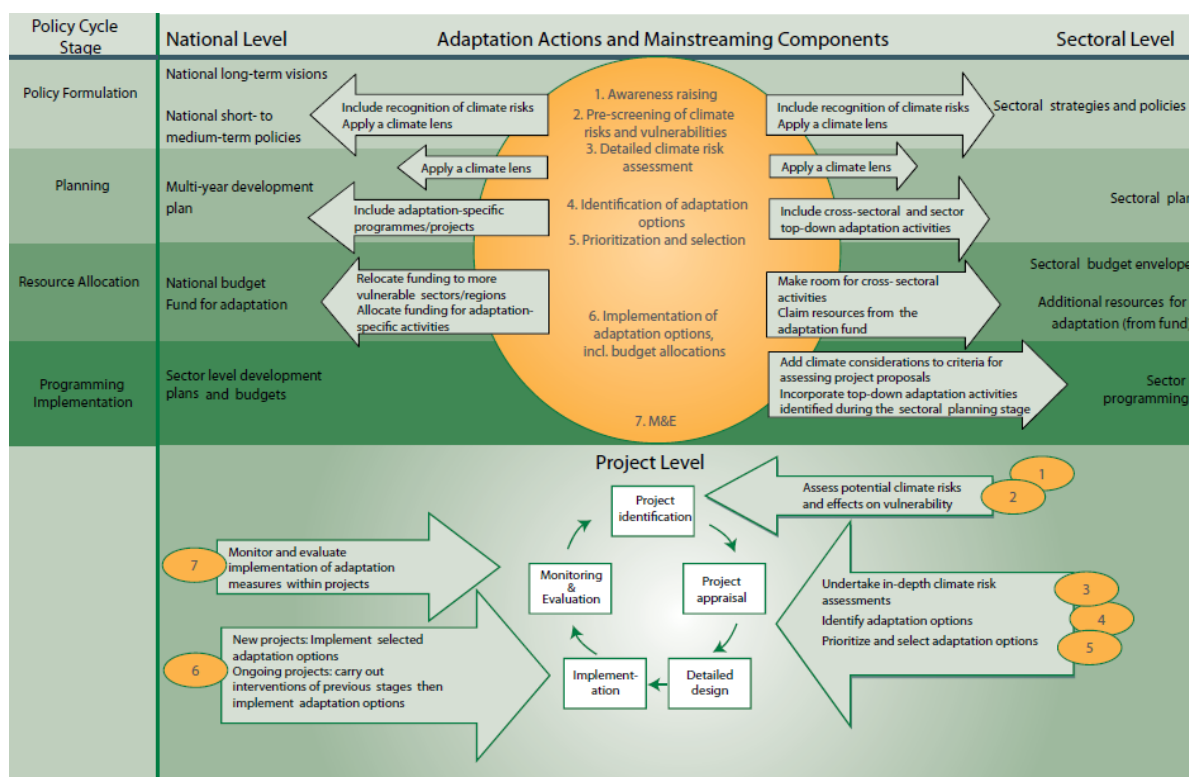 Policy Cycle
Stage
National Level
Adaptation Actions and Mainstreaming Components
Sectoral Level
Policy Formulation
National long-term visions
National short- to
medium-term policies
Include recognition of climate risks
Apply a climate lens
1. Awareness raising
2. Pre-screening of climate
risks and vulnerabilities
3. Detailed climate risk
assessment
Include recognition of climate risks
Apply a climate lens
Sectoral strategies and policies
Planning
Multi-year development
plan
Apply a climate lens
Include adaptation-specific
programmes/projects
4. Identification of adaptation
options
5. Prioritization and selection
Apply a climate lens
Include cross-sectoral and sector
top-down adaptation activities
Sectoral plan
Resource Allocation
National budget
Fund for adaptation
Relocate funding to more
vulnerable sectors/regions
Allocate funding for adaptation-
specific activities
6. Implementation of
adaptation options,
incl. budget allocations
Make room for cross- sectoral
activities
Claim resources from the
adaptation fund
Sectoral budget envelope
Additional resources for
adaptation (from fund)
Programming
Implementation
Sector level development
plans and budgets
7. M&E
Add climate considerations to criteria for
assessing project proposals
Incorporate top-down adaptation activities
identified during the sectoral planning stage
Sector
programming
Project Level
Project
identification
Assess potential climate risks
and effects on vulnerability
1
2
7
Monitor and evaluate
implementation of adaptation
measures within projects
Monitoring
&
Evaluation
Project
appraisal
Undertake in-depth climate risk
assessments
Identify adaptation options
Prioritize and select adaptation options
3
4
5
6
New projects: Implement selected
adaptation options
Ongoing projects: carry out
interventions of previous stages then
implement adaptation options
Implement-
ation
Detailed
design